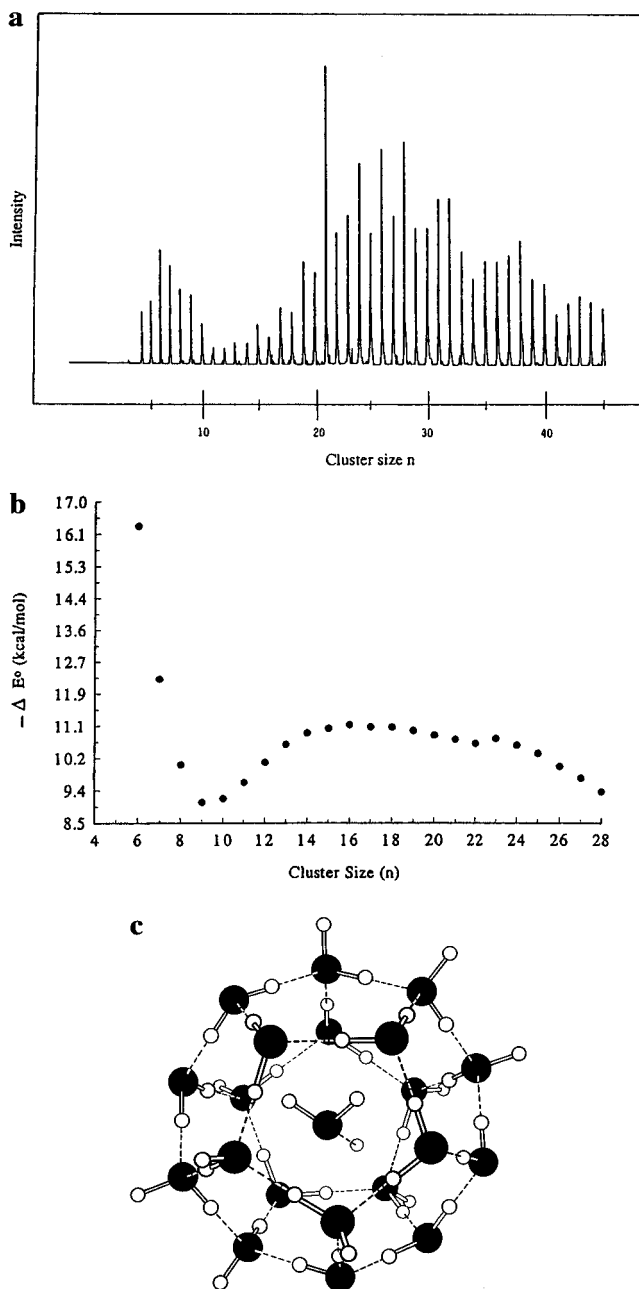 a
Intensity
10
20
30
40
Cluster size n
b
17.0
16.1
15.3
14.4
13.6
12.7
11.9
11.1
10.2
9.4
8.5
− Δ E° (kcal/mol)
4 6 8 10 12 14 16 18 20 22 24 26 28
Cluster Size (n)
c